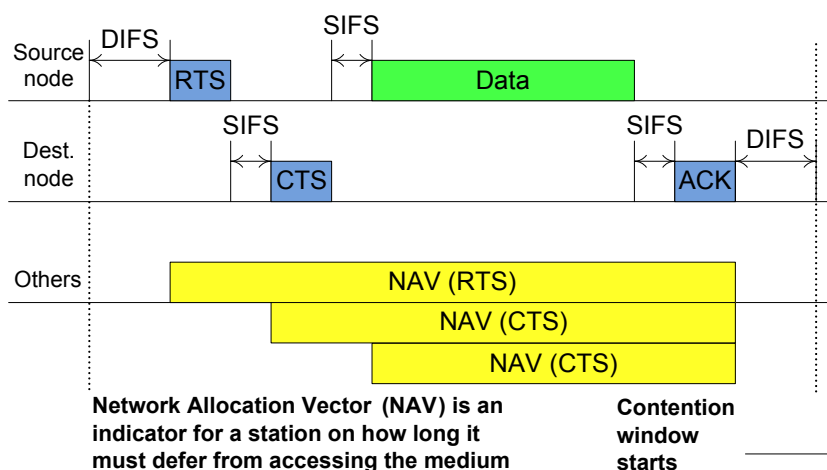 DIFS
SIFS
Source
node
RTS
Data
SIFS
SIFS
DIFS
Dest.
node
CTS
ACK
Others
NAV (RTS)
NAV (CTS)
NAV (CTS)
Network Allocation Vector (NAV) is an
indicator for a station on how long it
must defer from accessing the medium
Contention
window
starts